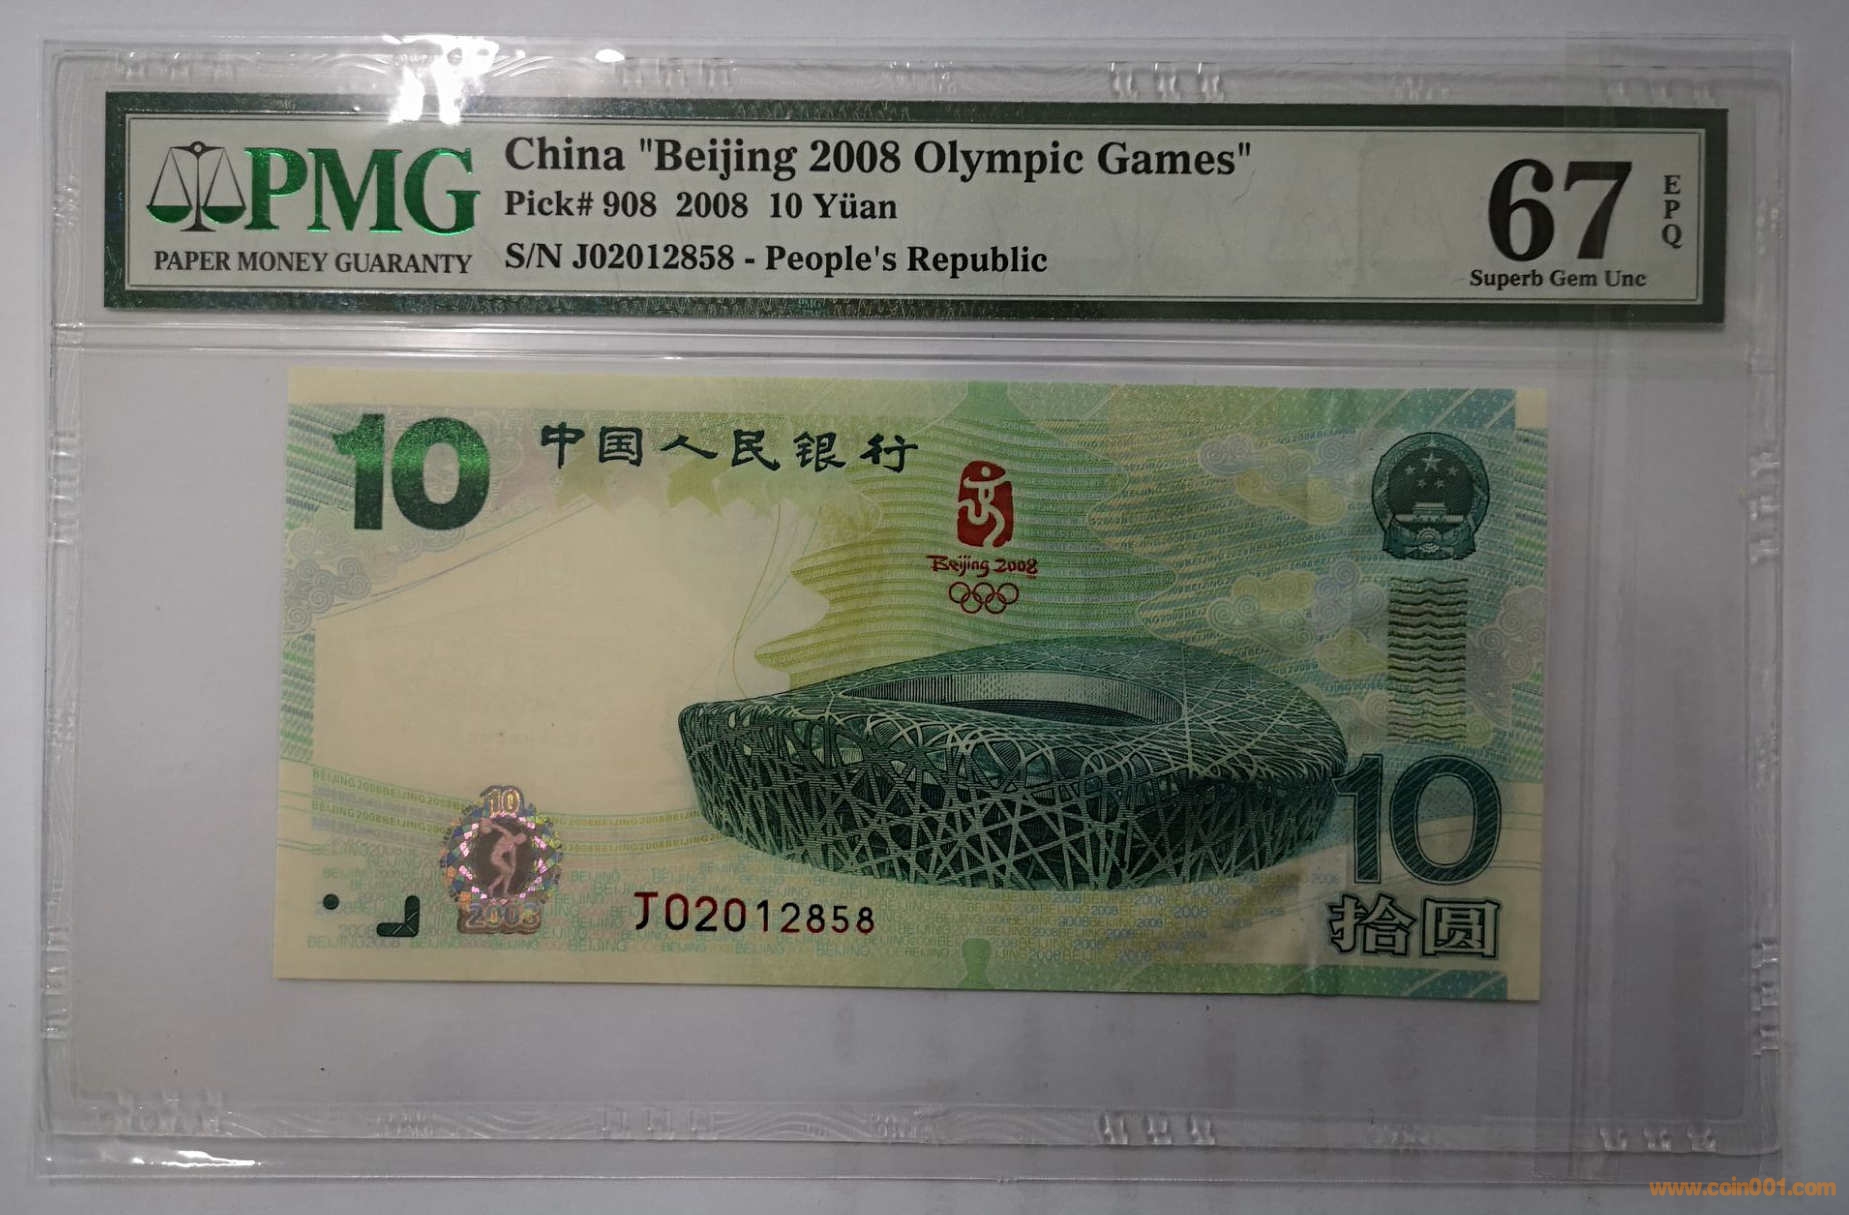 PMG
PAPER MONEY GUARANTY
China "Beijing 2008 Olympic Games"
Pick# 908 2008 10 Yüan
S/N J02012858 - People's Republic
67
EPQ
Superb Gem Unc
10
中国人民银行
Beijing 2008
BEIJING2008BEIJING2008BE
10
2008
J02012858
10
拾圆
www.coin001.com